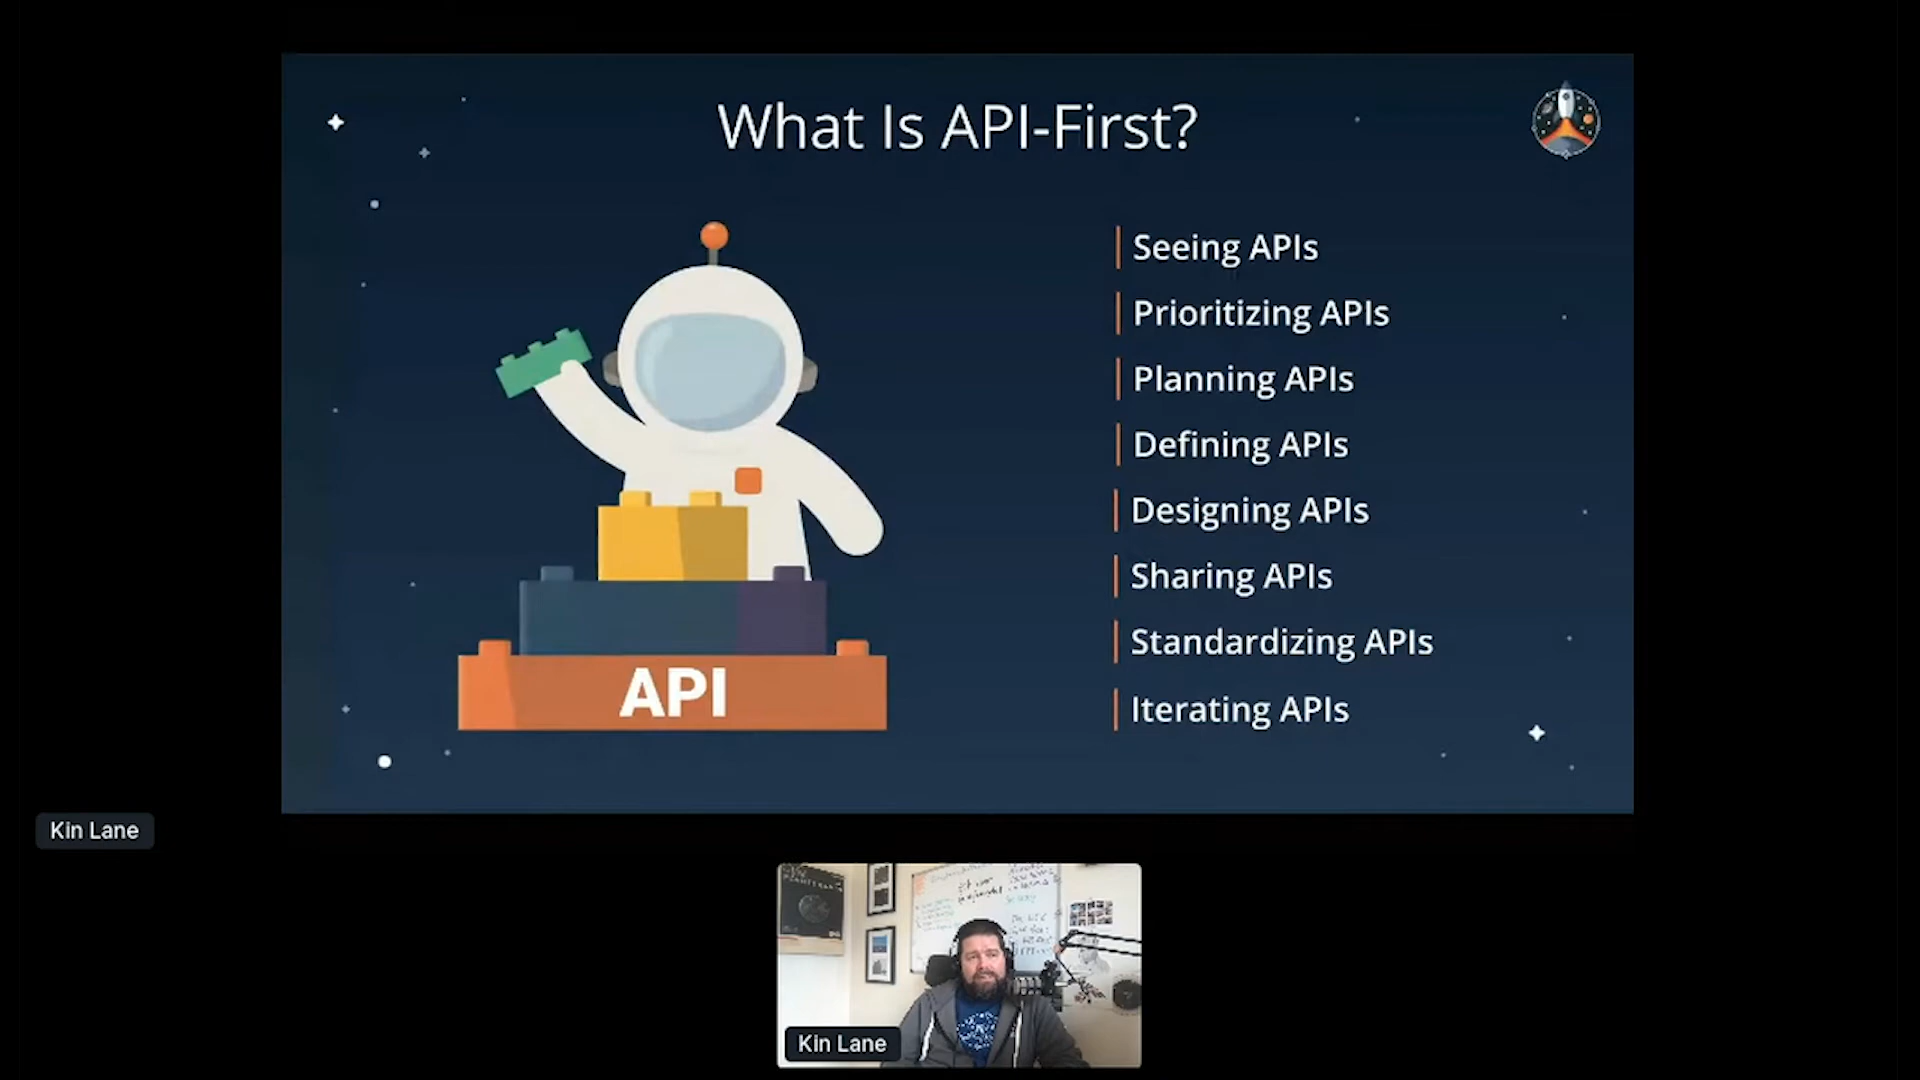 What Is API-First?
Seeing APIs
Prioritizing APIs
Planning APIs
Defining APIs
Designing APIs
Sharing APIs
Standardizing APIs
Iterating APIs
API
Kin Lane
Kin Lane